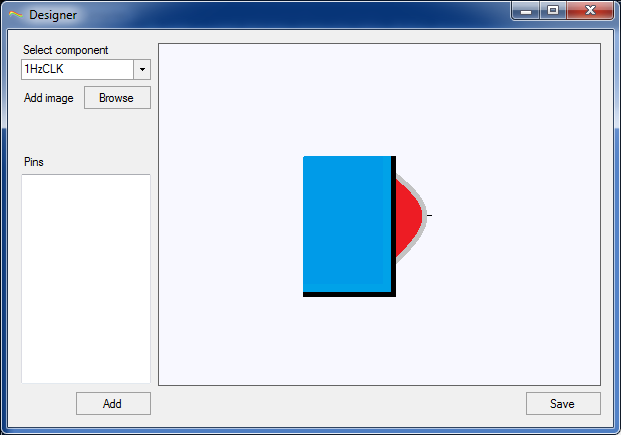 Designer
Select component
1HzCLK
Add image
Browse
Pins
Add
Save